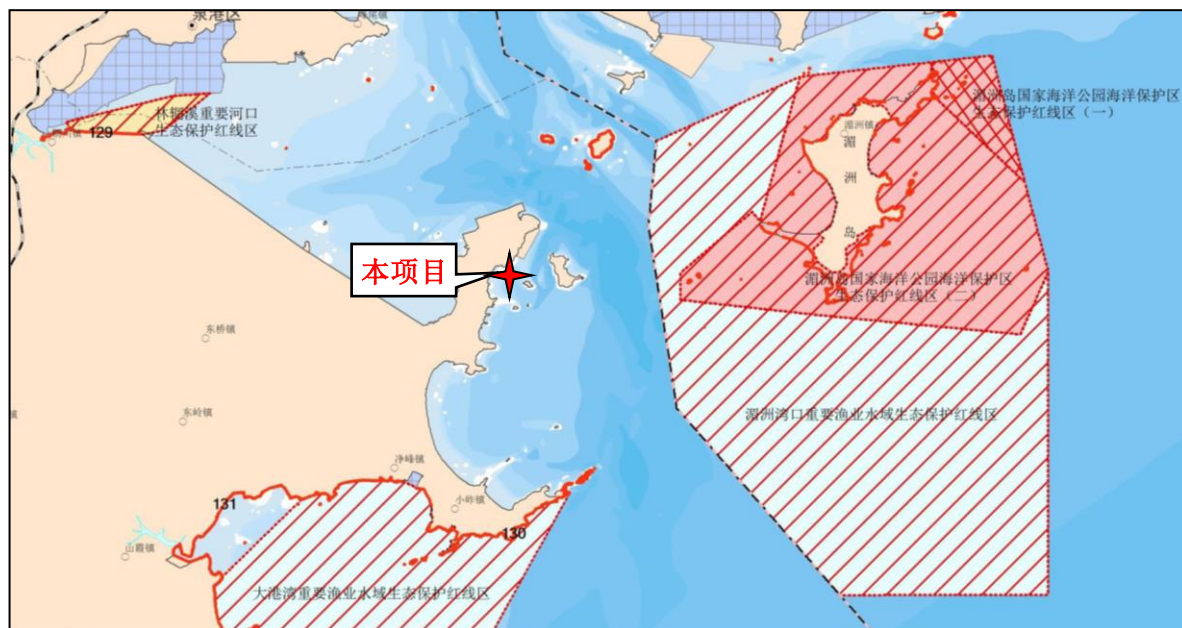 泉港区
林辋溪重要河口
生态保护红线区
129
湄洲岛国家海洋公园海洋保护区
生态保护红线区（一）
湄洲镇
湄
洲
岛
本项目
湄洲岛国家海洋公园海洋保护区
生态保护红线区（二）
东桥镇
东岭镇
湄洲湾口重要渔业水域生态保护红线区
净峰镇
131
小岞镇
130
山霞镇
大港湾重要渔业水域生态保护红线区